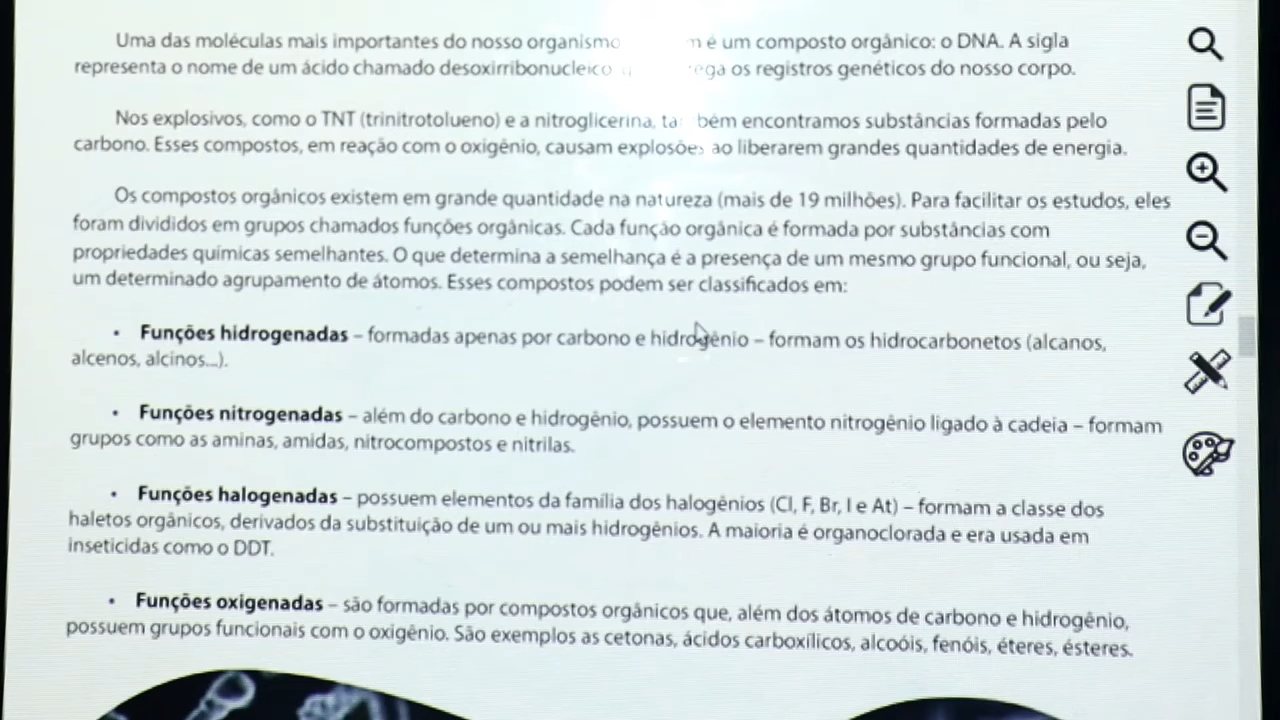 Uma das moléculas mais importantes do nosso organismo é um composto orgânico: o DNA. A sigla
representa o nome de um ácido chamado desoxirribonucleico os registros genéticos do nosso corpo.
Nos explosivos, como o TNT (trinitrotolueno) e a nitroglicerina, também encontramos substâncias formadas pelo
carbono. Esses compostos, em reação com o oxigênio, causam explosões ao liberarem grandes quantidades de energia.
Os compostos orgânicos existem em grande quantidade na natureza (mais de 19 milhões). Para facilitar os estudos, eles
foram divididos em grupos chamados funções orgânicas. Cada função orgânica é formada por substâncias com
propriedades químicas semelhantes. O que determina a semelhança é a presença de um mesmo grupo funcional, ou seja,
um determinado agrupamento de átomos. Esses compostos podem ser classificados em:
• Funções hidrogenadas – formadas apenas por carbono e hidrogênio – formam os hidrocarbonetos (alcanos,
alcenos, alcinos...).
• Funções nitrogenadas – além do carbono e hidrogênio, possuem o elemento nitrogênio ligado à cadeia – formam
grupos como as aminas, amidas, nitrocompostos e nitrilas.
• Funções halogenadas – possuem elementos da família dos halogênios (Cl, F, Br, I e At) – formam a classe dos
haletos orgânicos, derivados da substituição de um ou mais hidrogênios. A maioria é organoclorada e era usada em
inseticidas como o DDT.
• Funções oxigenadas – são formadas por compostos orgânicos que, além dos átomos de carbono e hidrogênio,
possuem grupos funcionais com o oxigênio. São exemplos as cetonas, ácidos carboxílicos, alcoóis, fenóis, éteres, ésteres.